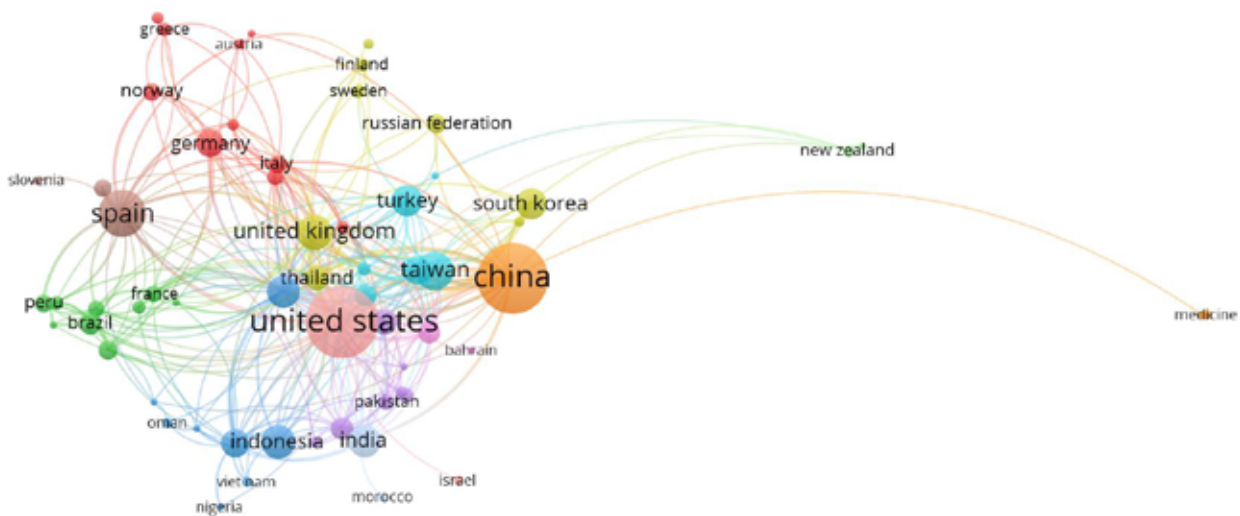 greece
austria
finland
norway
sweden
russian federation
germany
new zealand
italy
slovenia
turkey
south korea
spain
united kingdom
taiwan
china
thailand
france
peru
medicine
brazil
united states
bahrain
pakistan
oman
indonesia
india
viet nam
israel
morocco
nigeria